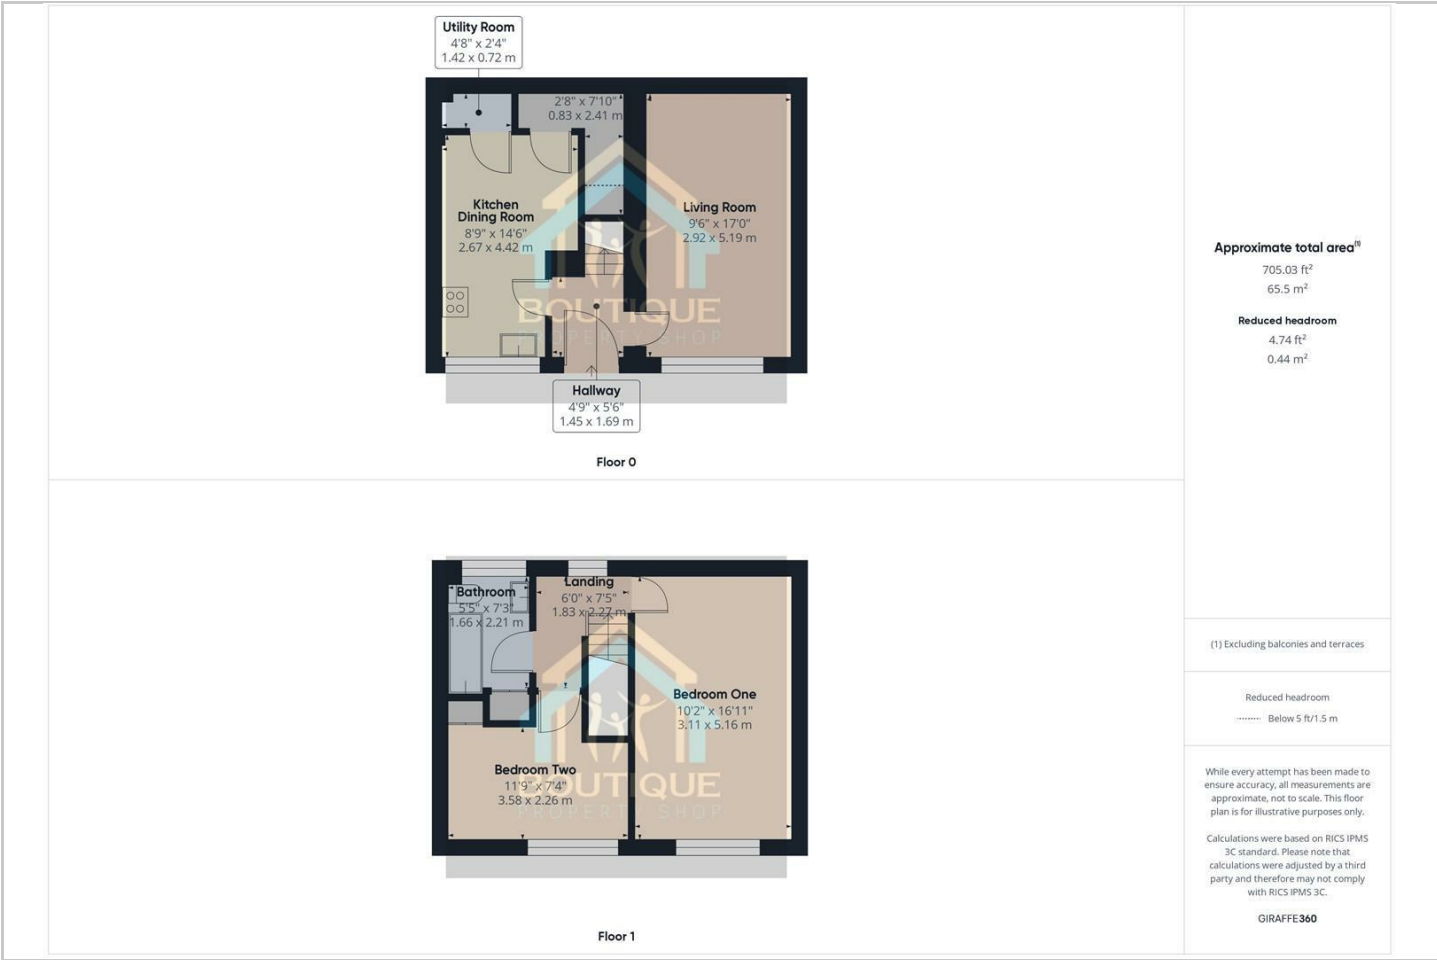 Utility Room
4'8" x 2'4"
1.42 x 0.72 m
2'8" x 7'10"
0.83 x 2.41 m
Kitchen
Dining Room
8'9" x 14'6"
2.67 x 4.42 m
Living Room
9'6" x 17'0"
2.92 x 5.19 m
BOUTIQUE
PROPERTY SHOP
Hallway
4'9" x 5'6"
1.45 x 1.69 m
Floor 0
Bathroom
5'5" x 7'3"
1.66 x 2.21 m
Landing
6'0" x 7'5"
1.83 x 2.27 m
Bedroom One
10'2" x 16'11"
3.11 x 5.16 m
Bedroom Two
11'9" x 7'4"
3.58 x 2.26 m
BOUTIQUE
PROPERTY SHOP
Floor 1
Approximate total area(1)
705.03 ft²
65.5 m²
Reduced headroom
4.74 ft²
0.44 m²
(1) Excluding balconies and terraces
Reduced headroom
Below 5 ft/1.5 m
While every attempt has been made to
ensure accuracy, all measurements are
approximate, not to scale. This floor
plan is for illustrative purposes only.
Calculations were based on RICS IPMS
3C standard. Please note that
calculations were adjusted by a third
party and therefore may not comply
with RICS IPMS 3C.
GIRAFFE360